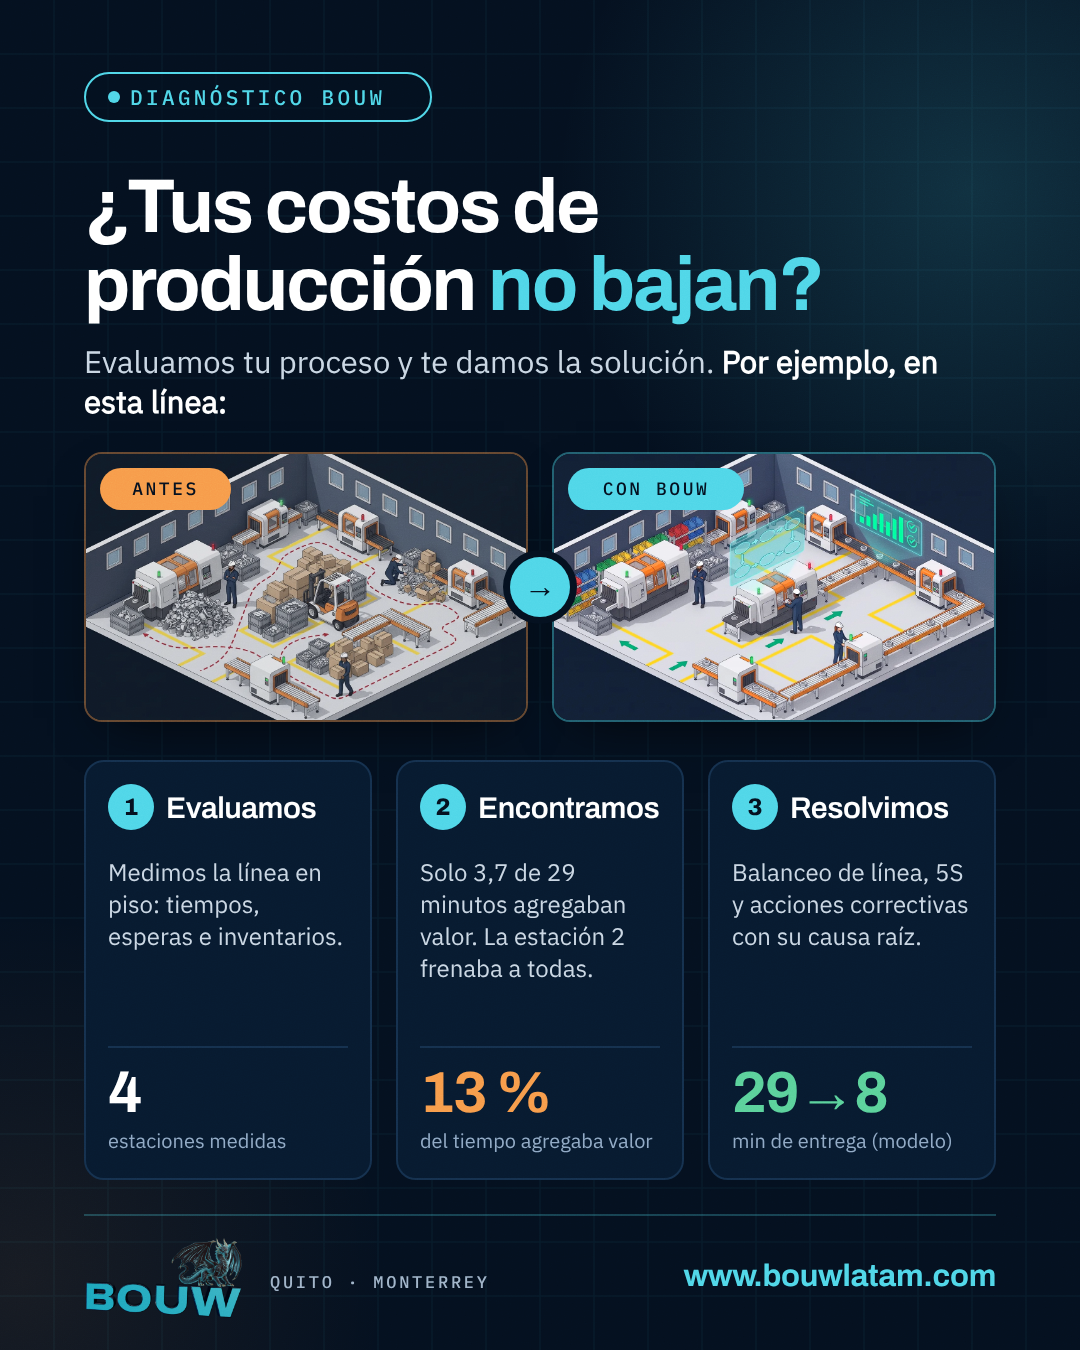 DIAGNÓSTICO BOUW
¿Tus costos de
producción no bajan?
Evaluamos tu proceso y te damos la solución. Por ejemplo, en
esta línea:
ANTES
CON BOUW
→
1 Evaluamos
Medimos la línea en
piso: tiempos,
esperas e inventarios.
4
estaciones medidas
2 Encontramos
Solo 3,7 de 29
minutos agregaban
valor. La estación 2
frenaba a todas.
13 %
del tiempo agregaba valor
3 Resolvimos
Balanceo de línea, 5S
y acciones correctivas
con su causa raíz.
29→8
min de entrega (modelo)
BOUW
QUITO · MONTERREY
www.bouwlatam.com